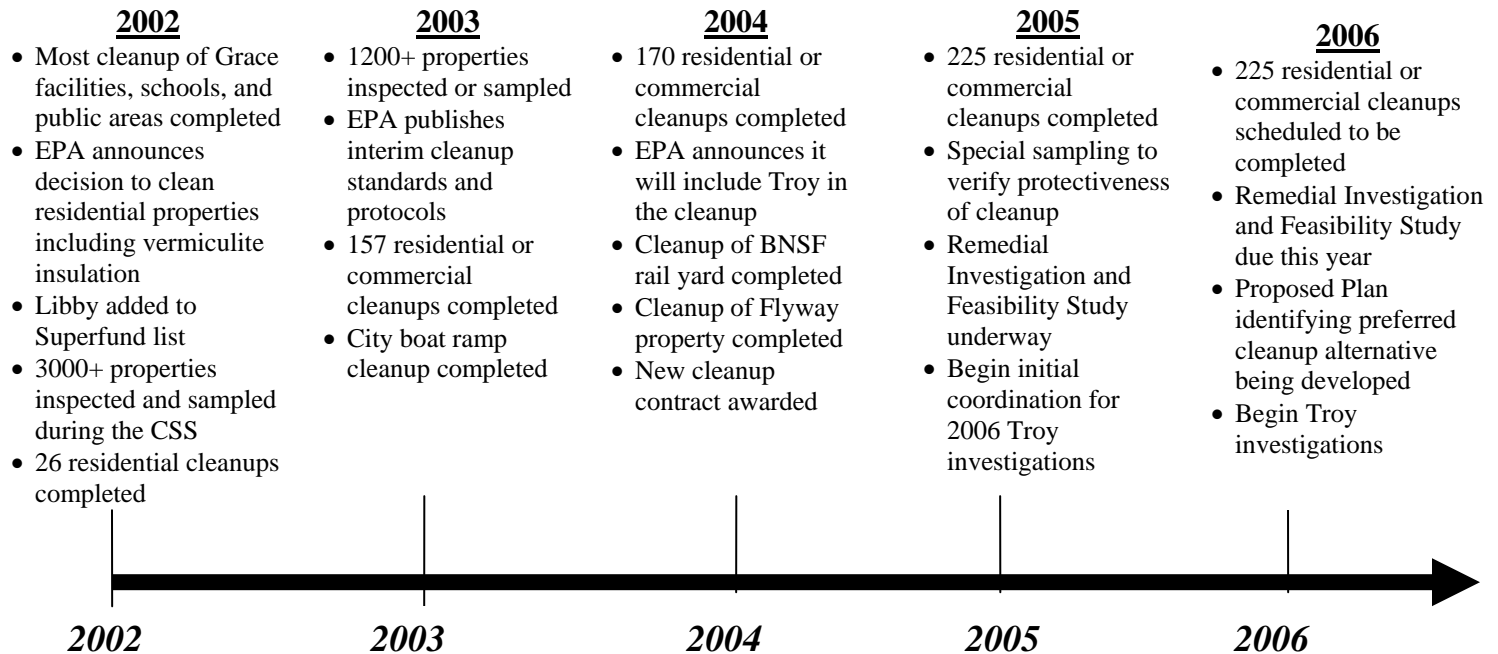 2002
• Most cleanup of Grace
facilities, schools, and
public areas completed
• EPA announces
decision to clean
residential properties
including vermiculite
insulation
• Libby added to
Superfund list
• 3000+ properties
inspected and sampled
during the CSS
• 26 residential cleanups
completed
2003
• 1200+ properties
inspected or sampled
• EPA publishes
interim cleanup
standards and
protocols
• 157 residential or
commercial
cleanups completed
• City boat ramp
cleanup completed
2004
• 170 residential or
commercial
cleanups completed
• EPA announces it
will include Troy in
the cleanup
• Cleanup of BNSF
rail yard completed
• Cleanup of Flyway
property completed
• New cleanup
contract awarded
2005
• 225 residential or
commercial
cleanups completed
• Special sampling to
verify protectiveness
of cleanup
• Remedial
Investigation and
Feasibility Study
underway
• Begin initial
coordination for
2006 Troy
investigations
2006
• 225 residential or
commercial cleanups
scheduled to be
completed
• Remedial Investigation
and Feasibility Study
due this year
• Proposed Plan
identifying preferred
cleanup alternative
being developed
• Begin Troy
investigations
2002 2003 2004 2005 2006